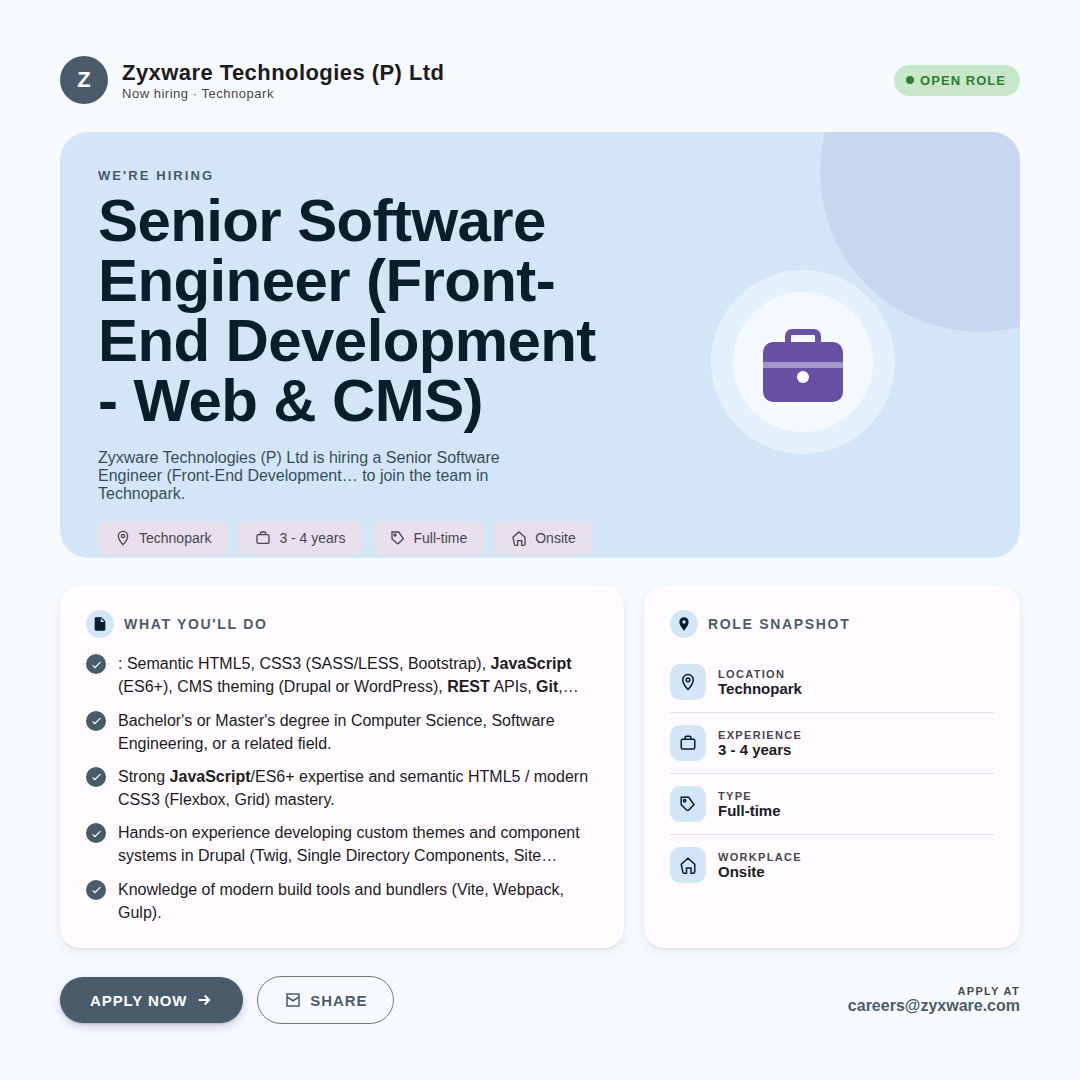 Z
Zyxware Technologies (P) Ltd
Now hiring · Technopark
OPEN ROLE
WE'RE HIRING
Senior Software
Engineer (Front-
End Development
- Web & CMS)
Zyxware Technologies (P) Ltd is hiring a Senior Software
Engineer (Front-End Development… to join the team in
Technopark.
Technopark
3 - 4 years
Full-time
Onsite
WHAT YOU'LL DO
: Semantic HTML5, CSS3 (SASS/LESS, Bootstrap), JavaScript
(ES6+), CMS theming (Drupal or WordPress), REST APIs, Git,…
Bachelor's or Master's degree in Computer Science, Software
Engineering, or a related field.
Strong JavaScript/ES6+ expertise and semantic HTML5 / modern
CSS3 (Flexbox, Grid) mastery.
Hands-on experience developing custom themes and component
systems in Drupal (Twig, Single Directory Components, Site…
Knowledge of modern build tools and bundlers (Vite, Webpack,
Gulp).
ROLE SNAPSHOT
LOCATION
Technopark
EXPERIENCE
3 - 4 years
TYPE
Full-time
WORKPLACE
Onsite
APPLY NOW
SHARE
APPLY AT
careers@zyxware.com